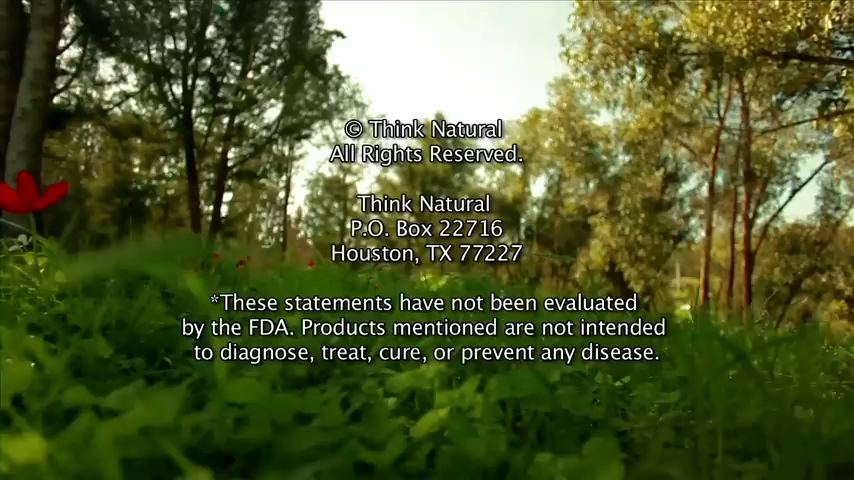 © Think Natural
All Rights Reserved.
Think Natural
P.O. Box 22716
Houston, TX 77227
*These statements have not been evaluated
by the FDA. Products mentioned are not intended
to diagnose, treat, cure, or prevent any disease.